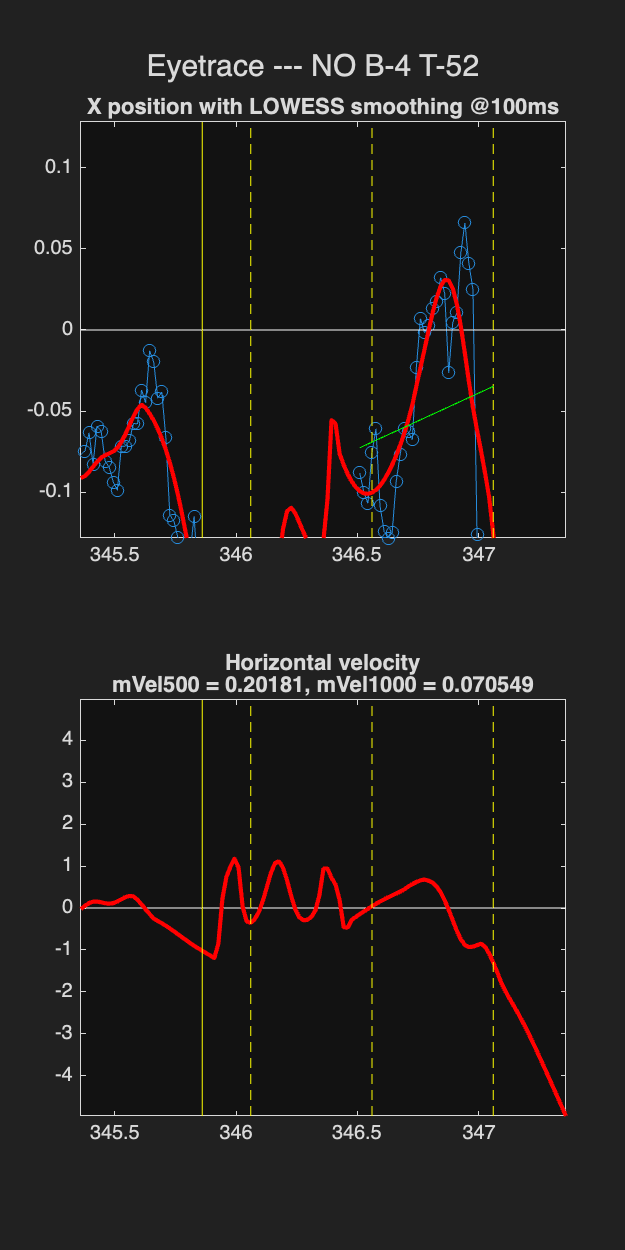 Eyetrace --- NO B-4 T-52
X position with LOWESS smoothing @100ms
0.1
0.05
0
-0.05
-0.1
345.5 346 346.5 347
Horizontal velocity
mVel500 = 0.20181, mVel1000 = 0.070549
4
3
2
1
0
-1
-2
-3
-4
345.5 346 346.5 347